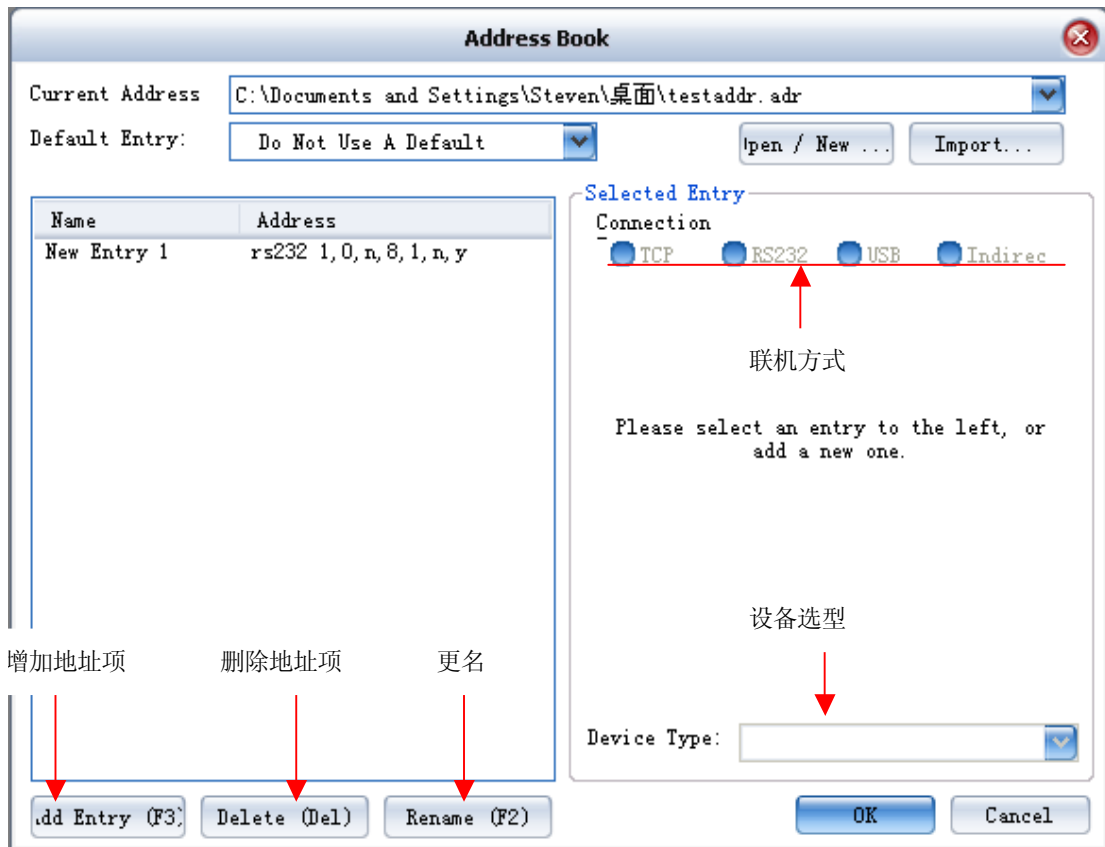 Address Book
Current Address C:\Documents and Settings\Steven\桌面\testaddr.adr
Default Entry: Do Not Use A Default
pen / New ... Import...
Selected Entry
Name Address
Connection
New Entry 1 rs232 1,0,n,8,1,n,y
TCP RS232 USB Indirec
联机方式
Please select an entry to the left, or
add a new one.
设备选型
增加地址项 删除地址项 更名
Device Type:
dd Entry (F3) Delete (Del) Rename (F2) OK Cancel